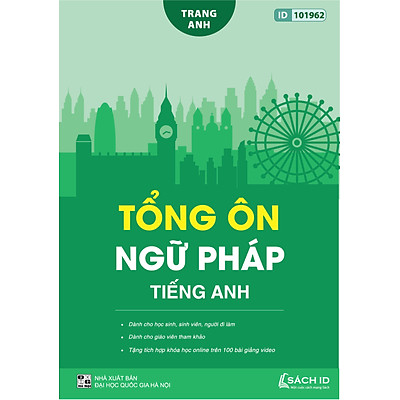 TRANG
ANH
ID 101962
TỔNG ÔN
NGỮ PHÁP
TIẾNG ANH
Dành cho học sinh, sinh viên, người đi làm
Dành cho giáo viên tham khảo
Tặng tích hợp khóa học online trên 100 bài giảng video
NHÀ XUẤT BẢN
ĐẠI HỌC QUỐC GIA HÀ NỘI
SÁCH ID